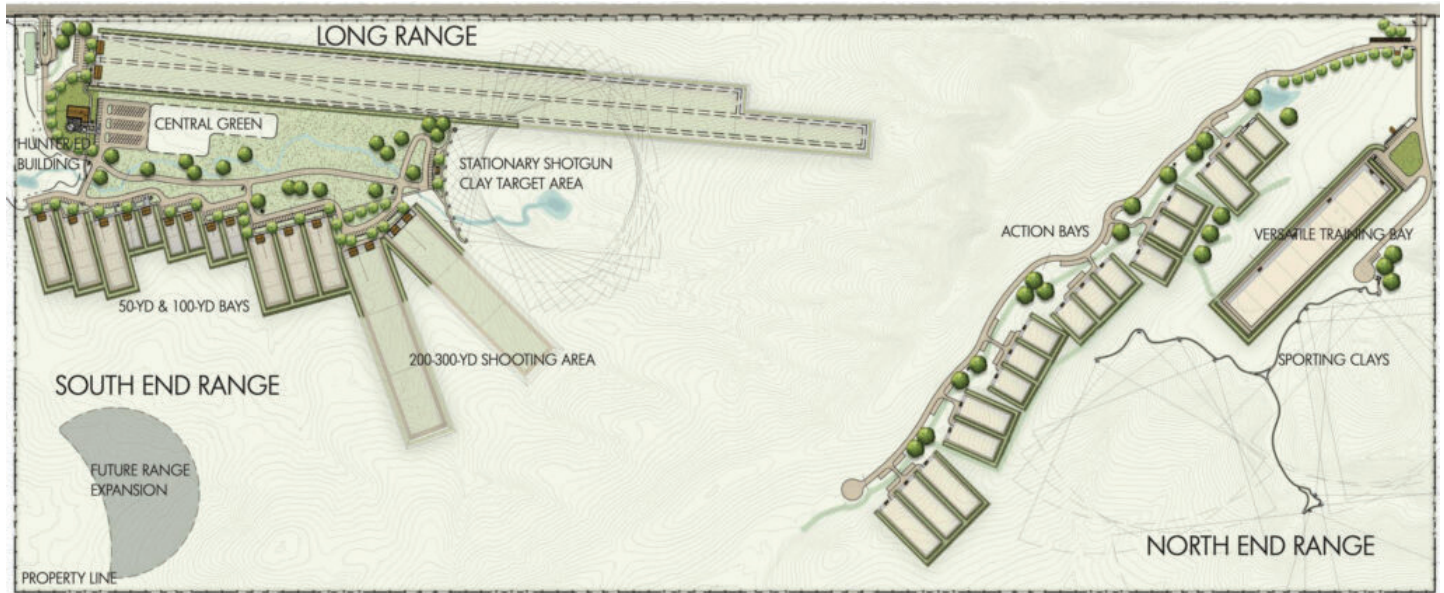 LONG RANGE
CENTRAL GREEN
HUNTER ED
BUILDING
STATIONARY SHOTGUN
CLAY TARGET AREA
ACTION BAYS
VERSATILE TRAINING BAY
50-YD & 100-YD BAYS
200-300-YD SHOOTING AREA
SPORTING CLAYS
SOUTH END RANGE
FUTURE RANGE
EXPANSION
NORTH END RANGE
PROPERTY LINE